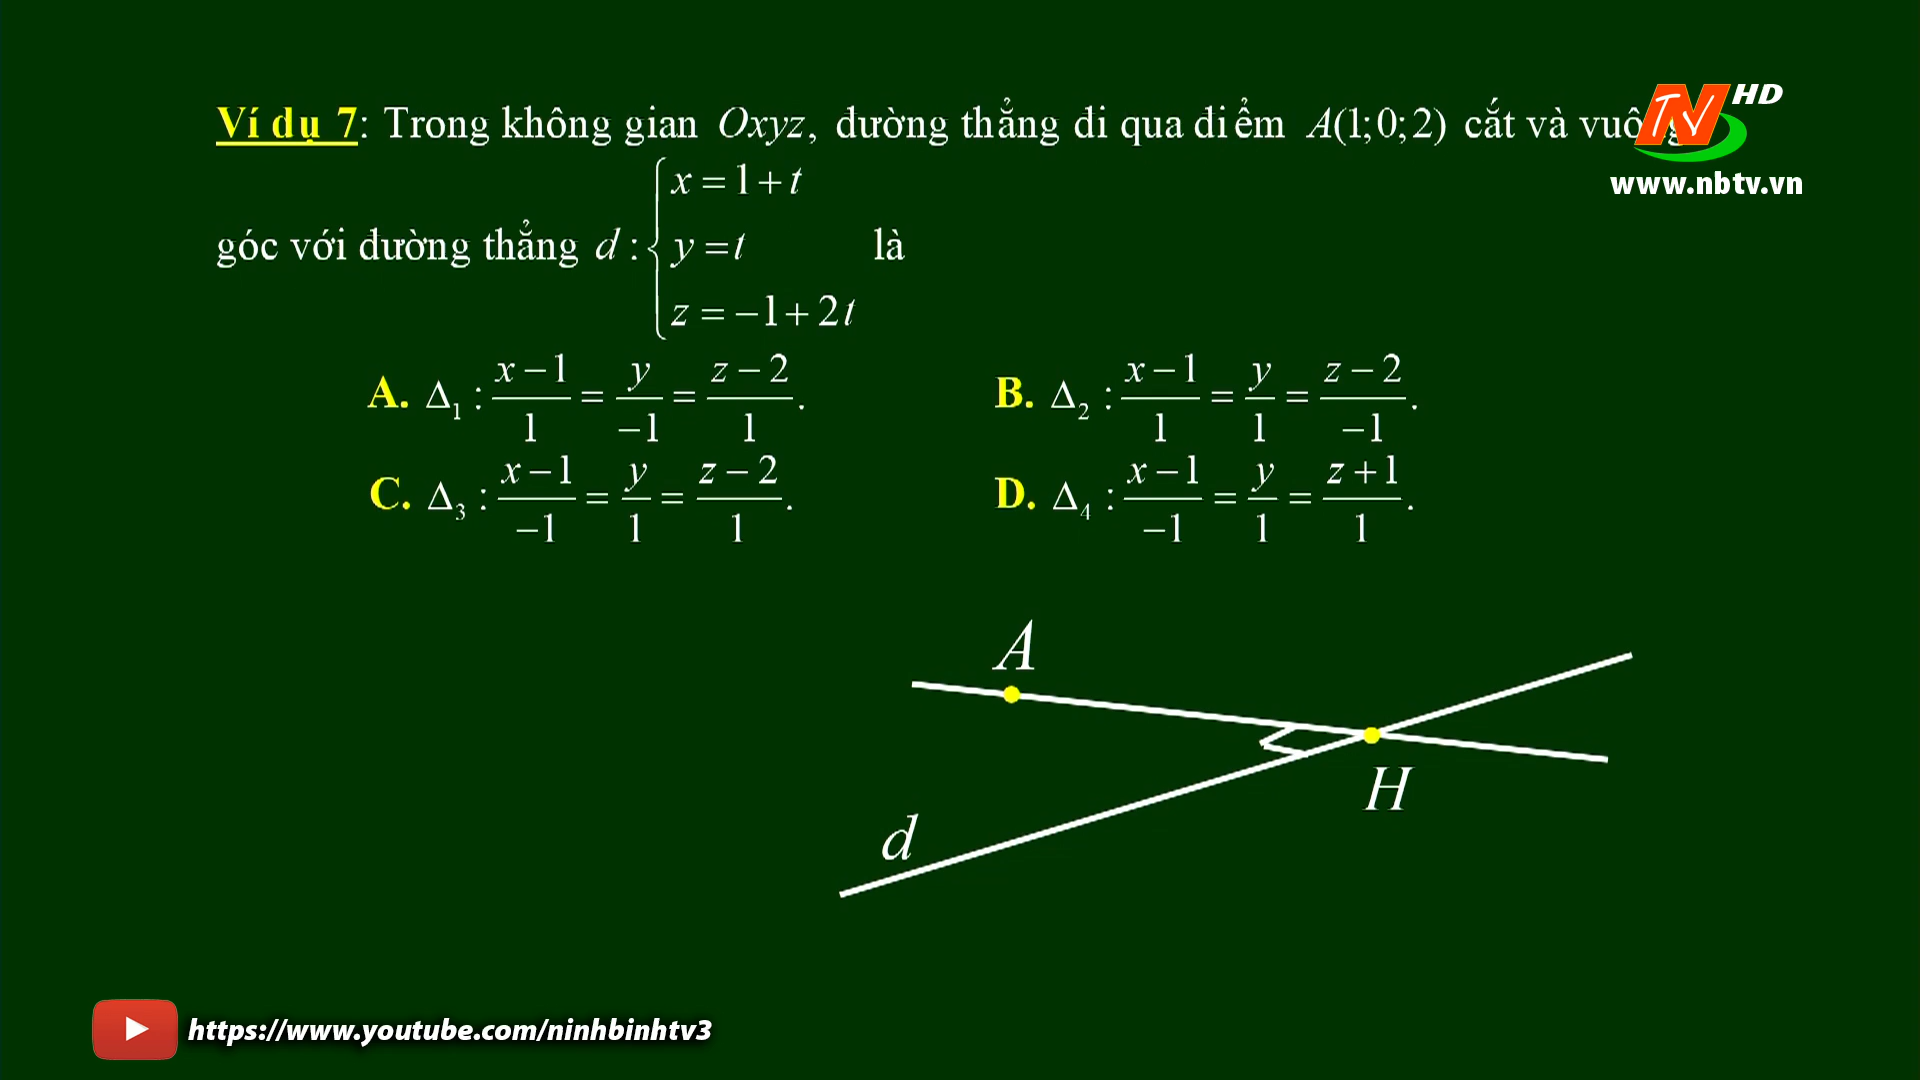 Ví dụ 7: Trong không gian Oxyz, đường thẳng đi qua điểm A(1;0;2) cắt và vuông
HD
NTV
www.nbtv.vn
x = 1 + t
góc với đường thẳng d : { y = t là
z = −1 + 2t
A. Δ₁ : (x − 1)/1 = y/(−1) = (z − 2)/1. B. Δ₂ : (x − 1)/1 = y/1 = (z − 2)/(−1).
C. Δ₃ : (x − 1)/(−1) = y/1 = (z − 2)/1. D. Δ₄ : (x − 1)/(−1) = y/1 = (z + 1)/1.
A
H
d
https://www.youtube.com/ninhbinhtv3